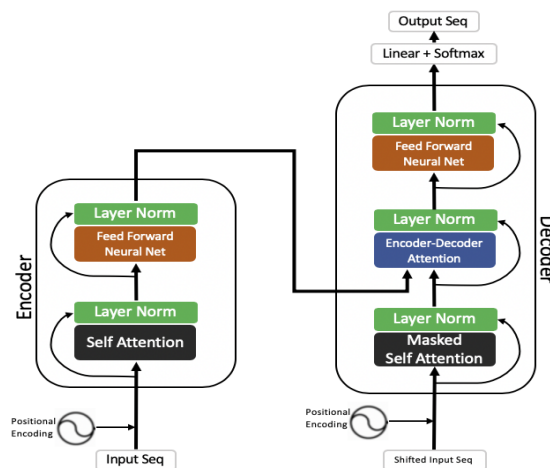 Output Seq
Linear + Softmax
Layer Norm
Feed Forward
Neural Net
Layer Norm
Encoder-Decoder
Attention
Layer Norm
Masked
Self Attention
Decoder
Positional
Encoding
Shifted Input Seq
Encoder
Layer Norm
Feed Forward
Neural Net
Layer Norm
Self Attention
Positional
Encoding
Input Seq